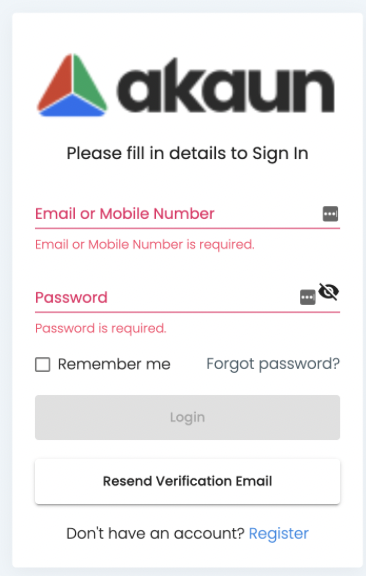 akaun
Please fill in details to Sign In
Email or Mobile Number
Email or Mobile Number is required.
Password
Password is required.
Remember me Forgot password?
Login
Resend Verification Email
Don't have an account? Register